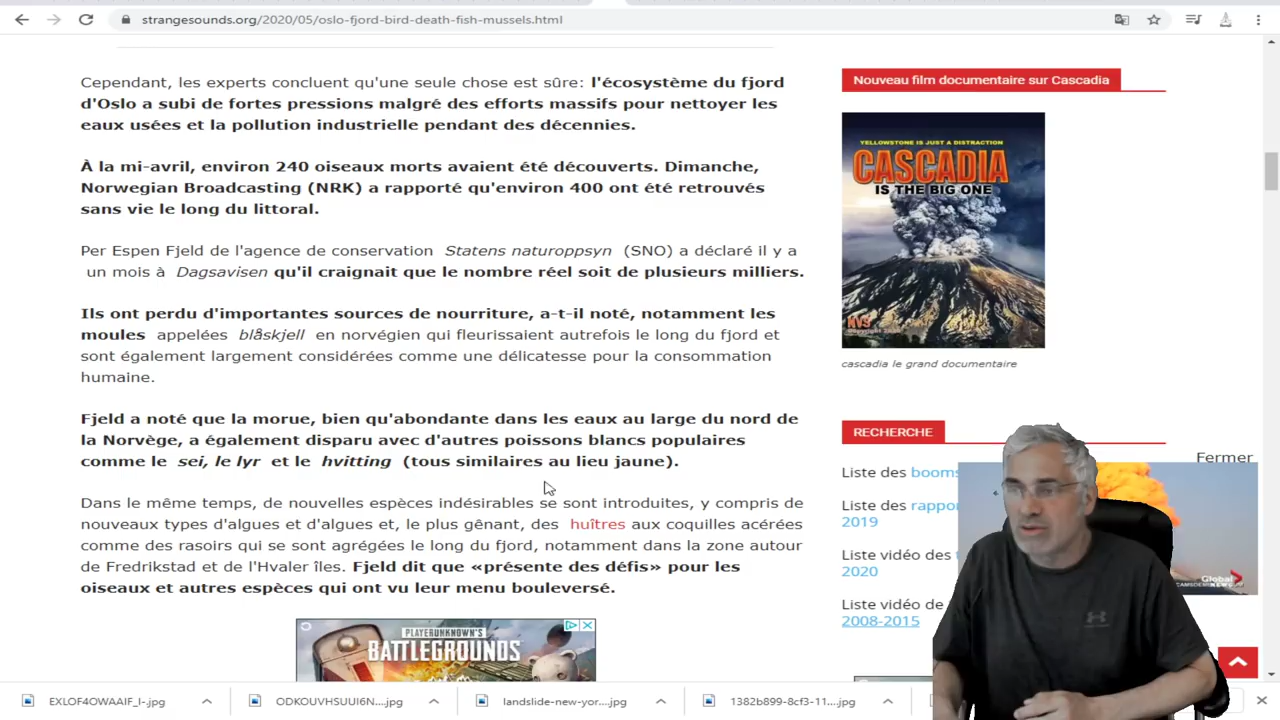 strangesounds.org/2020/05/oslo-fjord-bird-death-fish-mussels.html
Cependant, les experts concluent qu'une seule chose est sûre: l'écosystème du fjord
d'Oslo a subi de fortes pressions malgré des efforts massifs pour nettoyer les
eaux usées et la pollution industrielle pendant des décennies.
À la mi-avril, environ 240 oiseaux morts avaient été découverts. Dimanche,
Norwegian Broadcasting (NRK) a rapporté qu'environ 400 ont été retrouvés
sans vie le long du littoral.
Per Espen Fjeld de l'agence de conservation Statens naturoppsyn (SNO) a déclaré il y a
un mois à Dagsavisen qu'il craignait que le nombre réel soit de plusieurs milliers.
Ils ont perdu d'importantes sources de nourriture, a-t-il noté, notamment les
moules appelées blåskjell en norvégien qui fleurissaient autrefois le long du fjord et
sont également largement considérées comme une délicatesse pour la consommation
humaine.
Fjeld a noté que la morue, bien qu'abondante dans les eaux au large du nord de
la Norvège, a également disparu avec d'autres poissons blancs populaires
comme le sei, le lyr et le hvitting (tous similaires au lieu jaune).
Dans le même temps, de nouvelles espèces indésirables se sont introduites, y compris de
nouveaux types d'algues et d'algues et, le plus gênant, des huîtres aux coquilles acérées
comme des rasoirs qui se sont agrégées le long du fjord, notamment dans la zone autour
de Fredrikstad et de l'Hvaler îles. Fjeld dit que «présente des défis» pour les
oiseaux et autres espèces qui ont vu leur menu bouleversé.
PLAYERUNKNOWN'S
BATTLEGROUNDS
Nouveau film documentaire sur Cascadia
YELLOWSTONE IS JUST A DISTRACTION
CASCADIA
IS THE BIG ONE
cascadia le grand documentaire
RECHERCHE
Fermer
Liste des booms
Liste des rappor
2019
Liste vidéo des
2020
Liste vidéo de
2008-2015
Global
EXLOF4OWAAIF_I-.jpg
ODKOUVHSUUI6N....jpg
landslide-new-yor....jpg
1382b899-8cf3-11....jpg